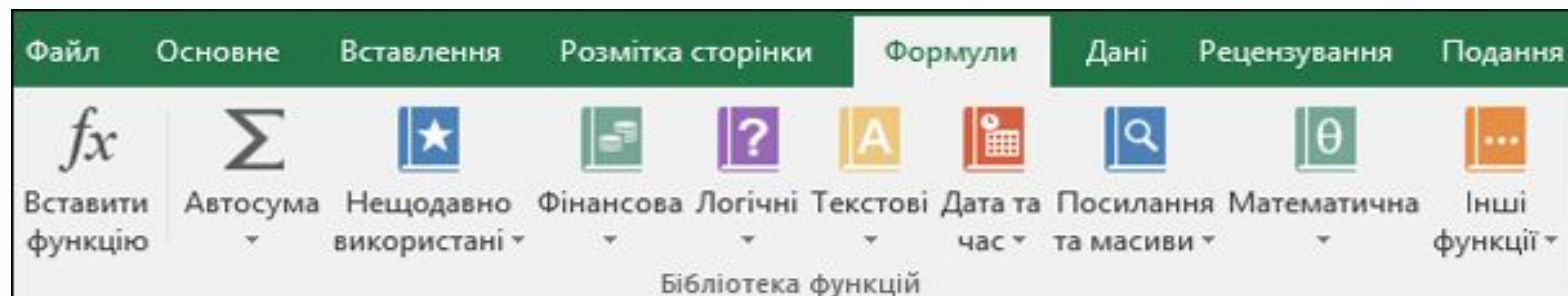 Файл Основне Вставлення Розмітка сторінки Формули Дані Рецензування Подання
fx Σ ? A θ
Вставити Автосума Нещодавно Фінансова Логічні Текстові Дата та Посилання Математична Інші
функцію використані час та масиви функції
Бібліотека функцій